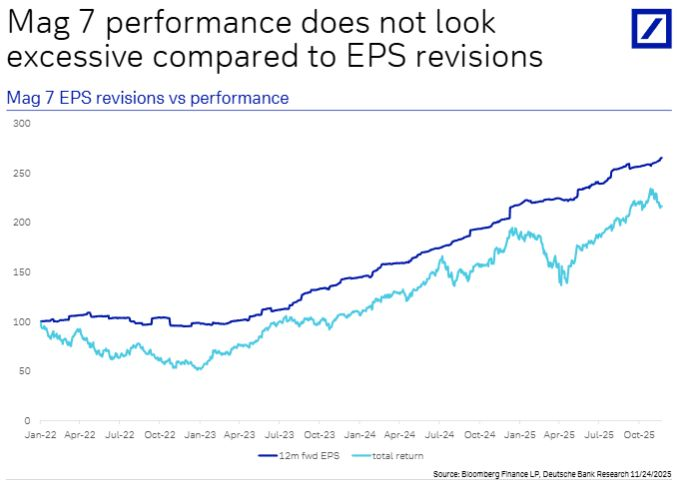 Mag 7 performance does not look
excessive compared to EPS revisions
Mag 7 EPS revisions vs performance
300
250
200
150
100
50
0
Jan-22 Apr-22 Jul-22 Oct-22 Jan-23 Apr-23 Jul-23 Oct-23 Jan-24 Apr-24 Jul-24 Oct-24 Jan-25 Apr-25 Jul-25 Oct-25
12m fwd EPS total return
Source: Bloomberg Finance LP, Deutsche Bank Research 11/24/2025